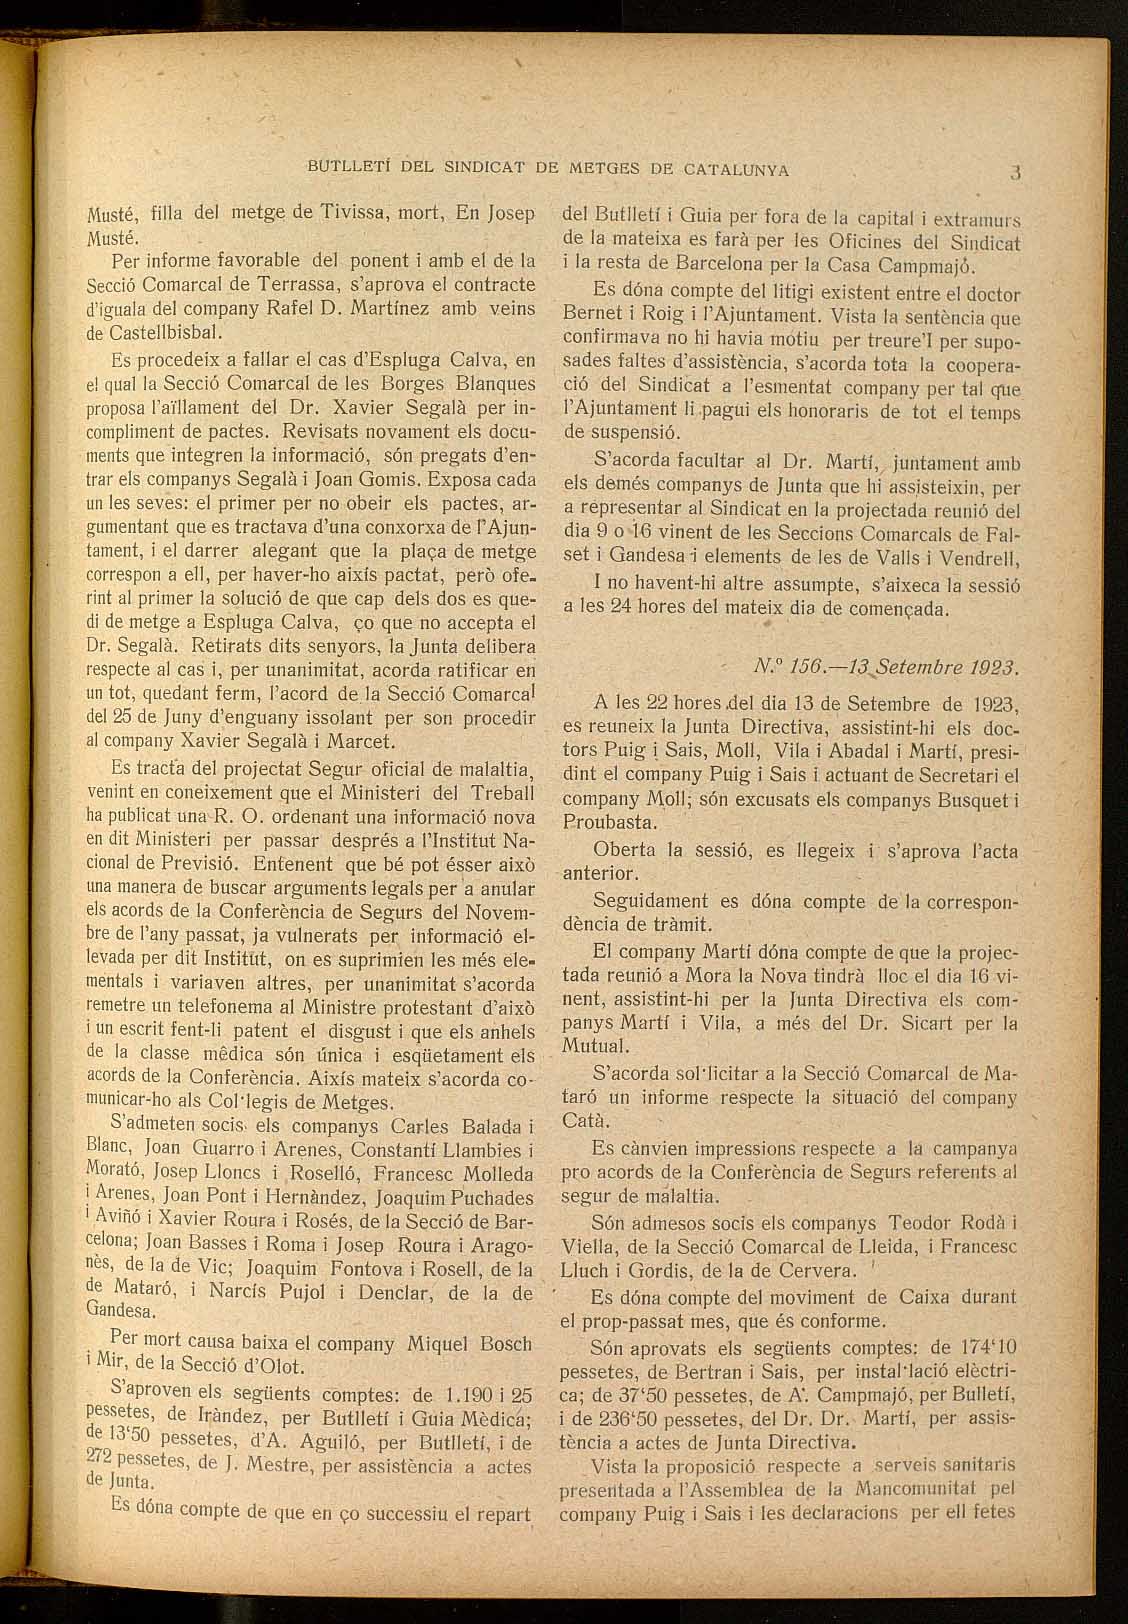 BUTLLETÍ DEL SINDICAT DE METGES DE CATALUNYA
3
Musté, filla del metge de Tivissa, mort, En Josep
Musté.
Per informe favorable del ponent i amb el de la
Secció Comarcal de Terrassa, s'aprova el contracte
d'iguala del company Rafel D. Martínez amb veins
de Castellbisbal.
Es procedeix a fallar el cas d'Espluga Calva, en
el qual la Secció Comarcal de les Borges Blanques
proposa l'aïllament del Dr. Xavier Segalà per in-
compliment de pactes. Revisats novament els docu-
ments que integren la informació, són pregats d'en-
trar els companys Segalà i Joan Gomis. Exposa cada
un les seves: el primer per no obeir els pactes, ar-
gumentant que es tractava d'una conxorxa de l'Ajun-
tament, i el darrer alegant que la plaça de metge
correspon a ell, per haver-ho aixís pactat, però ofe-
rint al primer la solució de que cap dels dos es que-
di de metge a Espluga Calva, ço que no accepta el
Dr. Segalà. Retirats dits senyors, la Junta delibera
respecte al cas i, per unanimitat, acorda ratificar en
un tot, quedant ferm, l'acord de la Secció Comarcal
del 25 de Juny d'enguany issolant per son procedir
al company Xavier Segalà i Marcet.
Es tracta del projectat Segur oficial de malaltia,
venint en coneixement que el Ministeri del Treball
ha publicat una R. O. ordenant una informació nova
en dit Ministeri per passar després a l'Institut Na-
cional de Previsió. Entenent que bé pot ésser això
una manera de buscar arguments legals per a anular
els acords de la Conferència de Segurs del Novem-
bre de l'any passat, ja vulnerats per informació el-
levada per dit Institut, on es suprimien les més ele-
mentals i variaven altres, per unanimitat s'acorda
remetre un telefonema al Ministre protestant d'això
i un escrit fent-li patent el disgust i que els anhels
de la classe mêdica són única i esqüetament els
acords de la Conferència. Aixís mateix s'acorda co-
municar-ho als Col·legis de Metges.
S'admeten socis els companys Carles Balada i
Blanc, Joan Guarro i Arenes, Constantí Llambies i
Morató, Josep Lloncs i Roselló, Francesc Molleda
i Arenes, Joan Pont i Hernàndez, Joaquim Puchades
i Aviñó i Xavier Roura i Rosés, de la Secció de Bar-
celona; Joan Basses i Roma i Josep Roura i Arago-
nès, de la de Vic; Joaquim Fontova i Rosell, de la
de Mataró, i Narcís Pujol i Denclar, de la de
Gandesa.
Per mort causa baixa el company Miquel Bosch
i Mir, de la Secció d'Olot.
S'aproven els següents comptes: de 1.190 i 25
pessetes, de Iràndez, per Butlletí i Guia Mèdica;
de 13'50 pessetes, d'A. Aguiló, per Butlletí, i de
272 pessetes, de J. Mestre, per assistència a actes
de Junta.
Es dóna compte de que en ço successiu el repart
del Butlletí i Guia per fora de la capital i extramurs
de la mateixa es farà per les Oficines del Sindicat
i la resta de Barcelona per la Casa Campmajó.
Es dóna compte del litigi existent entre el doctor
Bernet i Roig i l'Ajuntament. Vista la sentència que
confirmava no hi havia motiu per treure'l per supo-
sades faltes d'assistència, s'acorda tota la coopera-
ció del Sindicat a l'esmentat company per tal que
l'Ajuntament li pagui els honoraris de tot el temps
de suspensió.
S'acorda facultar al Dr. Martí, juntament amb
els demés companys de Junta que hi assisteixin, per
a representar al Sindicat en la projectada reunió del
dia 9 o 16 vinent de les Seccions Comarcals de Fal-
set i Gandesa i elements de les de Valls i Vendrell,
I no havent-hi altre assumpte, s'aixeca la sessió
a les 24 hores del mateix dia de començada.
N.º 156.—13 Setembre 1923.
A les 22 hores del dia 13 de Setembre de 1923,
es reuneix la Junta Directiva, assistint-hi els doc-
tors Puig i Sais, Moll, Vila i Abadal i Martí, presi-
dint el company Puig i Sais i actuant de Secretari el
company Moll; són excusats els companys Busquet i
Proubasta.
Oberta la sessió, es llegeix i s'aprova l'acta
anterior.
Seguidament es dóna compte de la correspon-
dència de tràmit.
El company Martí dóna compte de que la projec-
tada reunió a Mora la Nova tindrà lloc el dia 16 vi-
nent, assistint-hi per la Junta Directiva els com-
panys Martí i Vila, a més del Dr. Sicart per la
Mutual.
S'acorda sol·licitar a la Secció Comarcal de Ma-
taró un informe respecte la situació del company
Catà.
Es cànvien impressions respecte a la campanya
pro acords de la Conferència de Segurs referents al
segur de malaltia.
Són admesos socis els companys Teodor Rodà i
Viella, de la Secció Comarcal de Lleida, i Francesc
Lluch i Gordis, de la de Cervera.
Es dóna compte del moviment de Caixa durant
el prop-passat mes, que és conforme.
Són aprovats els següents comptes: de 174'10
pessetes, de Bertran i Sais, per instal·lació elèctri-
ca; de 37'50 pessetes, de A. Campmajó, per Bulletí,
i de 236'50 pessetes, del Dr. Dr. Martí, per assis-
tència a actes de Junta Directiva.
Vista la proposició respecte a serveis sanitaris
presentada a l'Assemblea de la Mancomunitat pel
company Puig i Sais i les declaracions per ell fetes